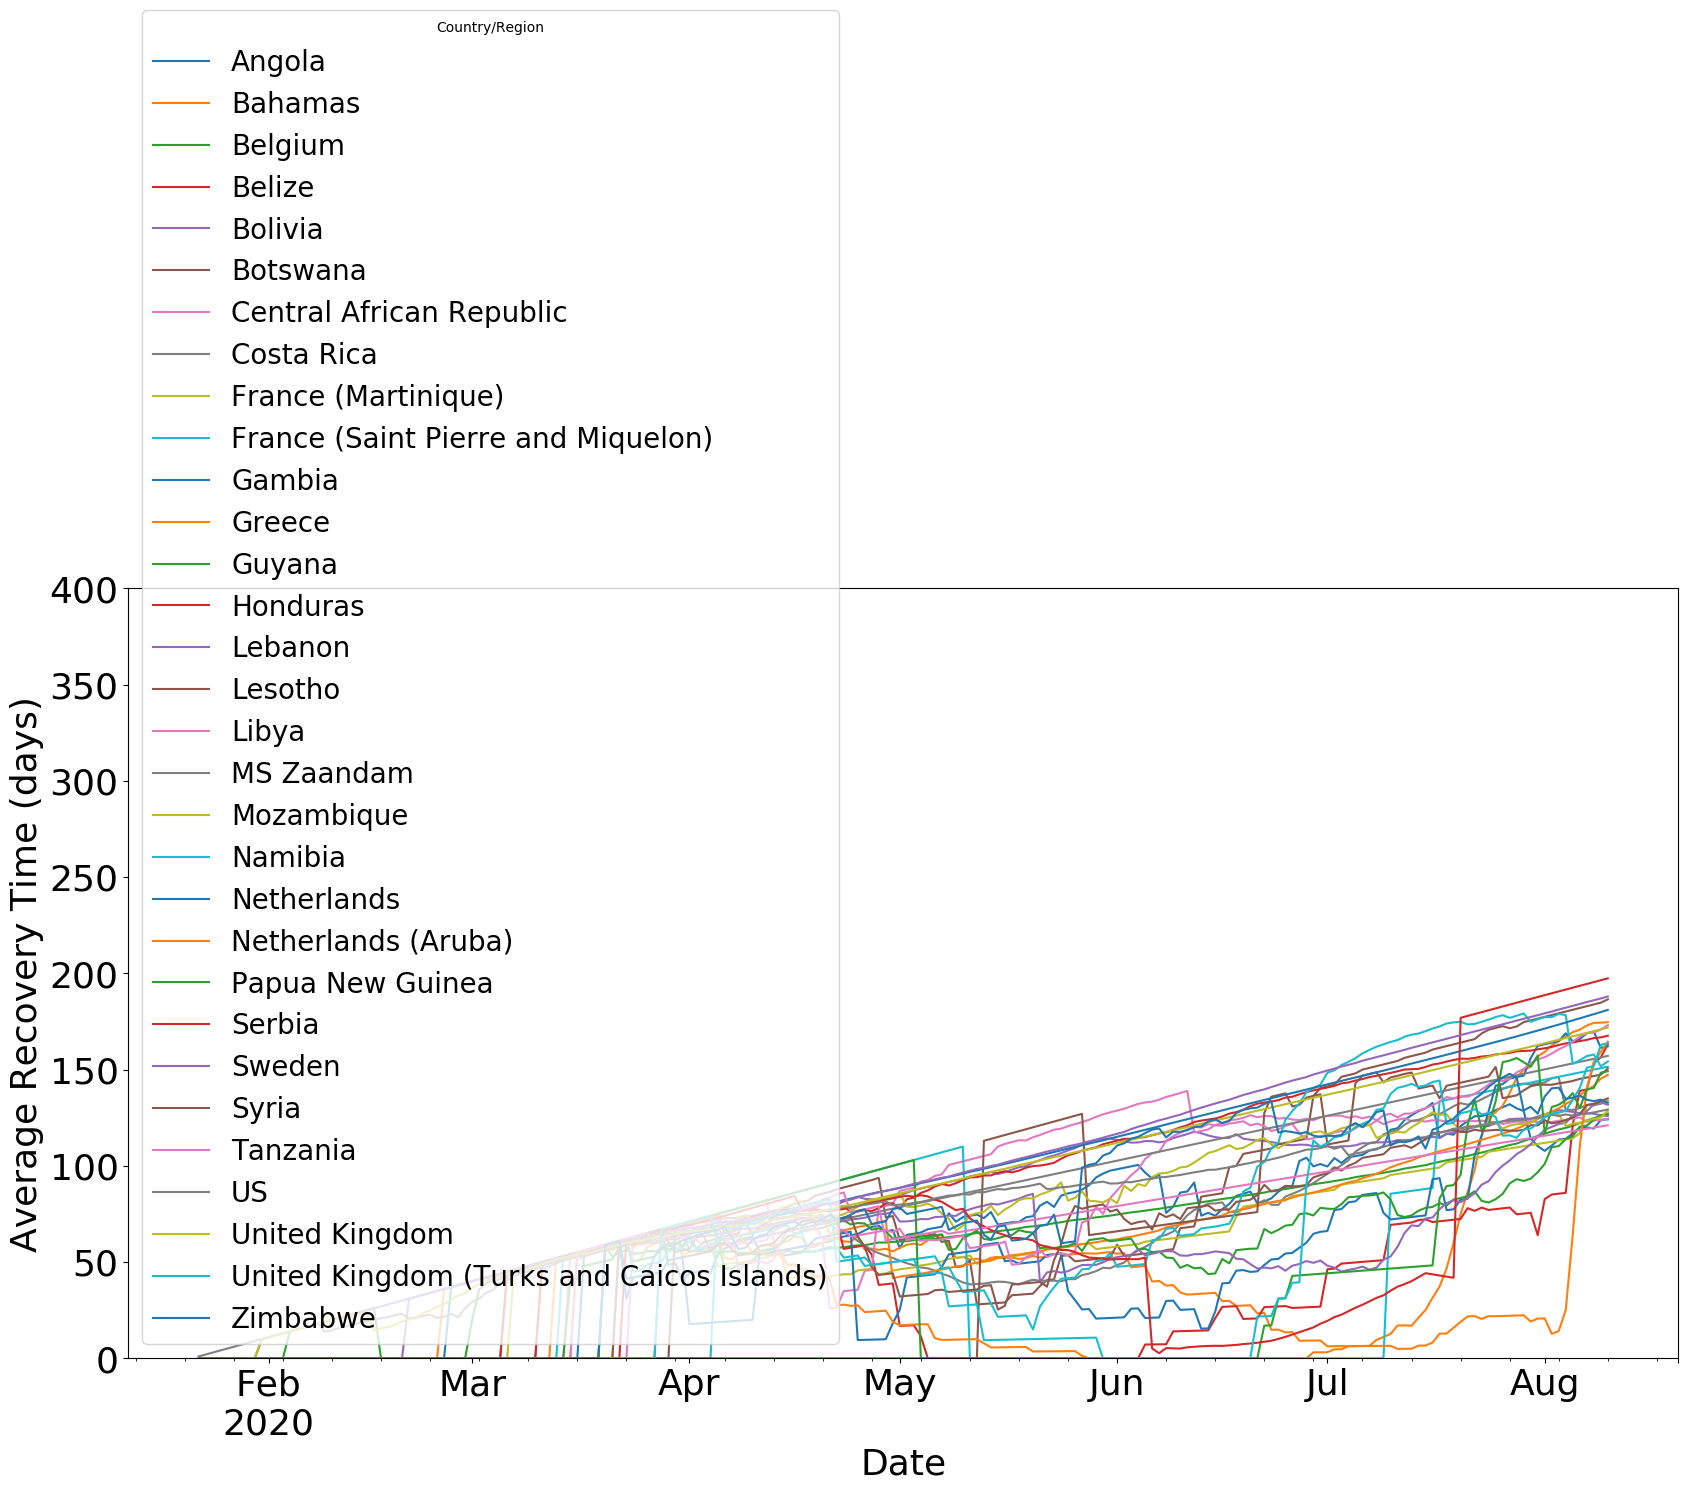 Country/Region
Angola
Bahamas
Belgium
Belize
Bolivia
Botswana
Central African Republic
Costa Rica
France (Martinique)
France (Saint Pierre and Miquelon)
Gambia
Greece
Guyana
Honduras
Lebanon
Lesotho
Libya
MS Zaandam
Mozambique
Namibia
Netherlands
Netherlands (Aruba)
Papua New Guinea
Serbia
Sweden
Syria
Tanzania
US
United Kingdom
United Kingdom (Turks and Caicos Islands)
Zimbabwe
Average Recovery Time (days)
400
350
300
250
200
150
100
50
0
Feb Mar Apr May Jun Jul Aug
2020
Date